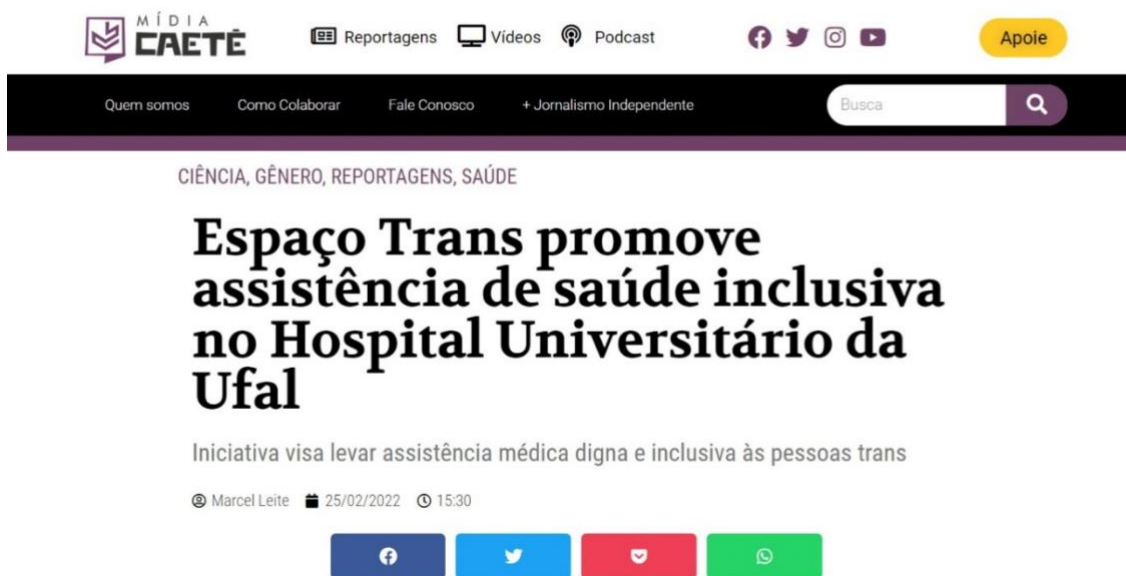 MÍDIA
CAETÉ
Reportagens Vídeos Podcast
Apoie
Quem somos Como Colaborar Fale Conosco + Jornalismo Independente
Busca
CIÊNCIA, GÊNERO, REPORTAGENS, SAÚDE
Espaço Trans promove
assistência de saúde inclusiva
no Hospital Universitário da
Ufal
Iniciativa visa levar assistência médica digna e inclusiva às pessoas trans
Marcel Leite 25/02/2022 15:30